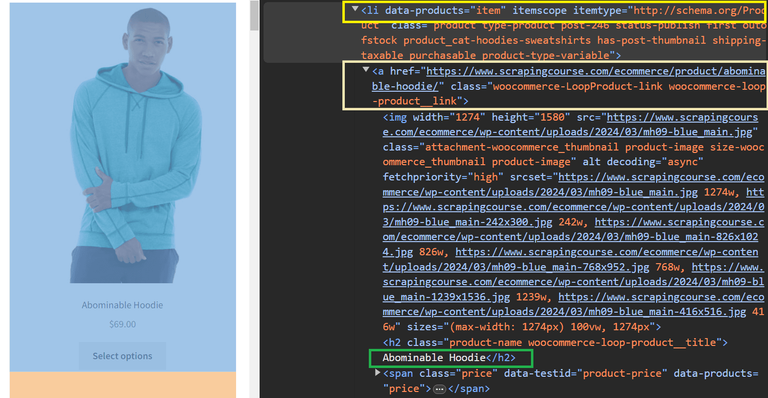 Abominable Hoodie
$69.00
Select options
<li data-products="item" itemscope itemtype="http://schema.org/Pro
duct" class="product type-product post-246 status-publish first outo
fstock product_cat-hoodies-sweatshirts has-post-thumbnail shipping-
taxable purchasable product-type-variable">
<a href="https://www.scrapingcourse.com/ecommerce/product/abomina
ble-hoodie/" class="woocommerce-LoopProduct-link woocommerce-loop
-product__link">
<img width="1274" height="1580" src="https://www.scrapingcours
e.com/ecommerce/wp-content/uploads/2024/03/mh09-blue_main.jpg"
class="attachment-woocommerce_thumbnail product-image size-wooc
ommerce_thumbnail product-image" alt decoding="async"
fetchpriority="high" srcset="https://www.scrapingcourse.com/eco
mmerce/wp-content/uploads/2024/03/mh09-blue_main.jpg 1274w, htt
ps://www.scrapingcourse.com/ecommerce/wp-content/uploads/2024/0
3/mh09-blue_main-242x300.jpg 242w, https://www.scrapingcourse.c
om/ecommerce/wp-content/uploads/2024/03/mh09-blue_main-826x102
4.jpg 826w, https://www.scrapingcourse.com/ecommerce/wp-conten
t/uploads/2024/03/mh09-blue_main-768x952.jpg 768w, https://www.
scrapingcourse.com/ecommerce/wp-content/uploads/2024/03/mh09-bl
ue_main-1239x1536.jpg 1239w, https://www.scrapingcourse.com/eco
mmerce/wp-content/uploads/2024/03/mh09-blue_main-416x516.jpg 41
6w" sizes="(max-width: 1274px) 100vw, 1274px">
<h2 class="product-name woocommerce-loop-product__title">
Abominable Hoodie</h2>
<span class="price" data-testid="product-price" data-products=
"price">…</span>